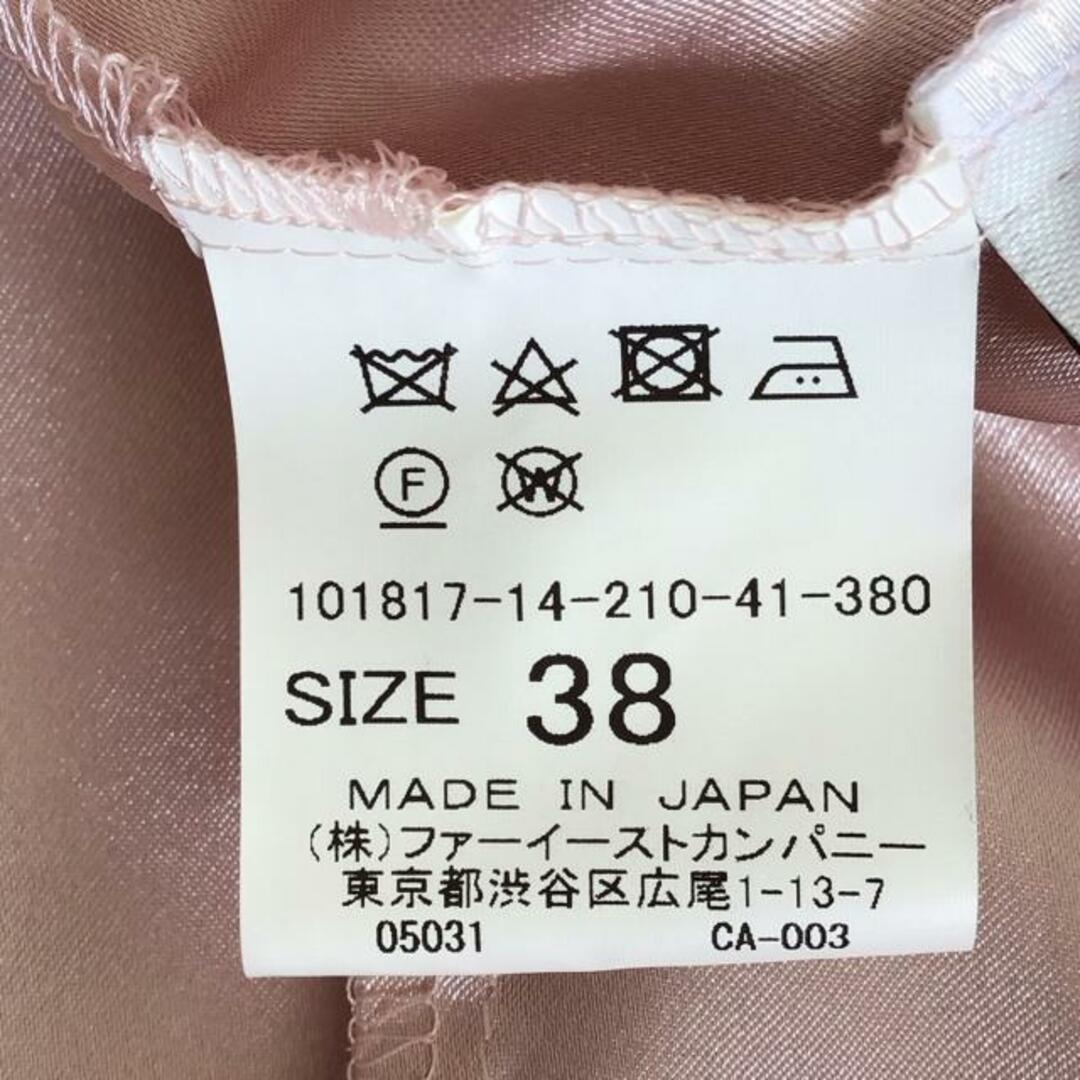 F W
101817-14-210-41-380
SIZE 38
MADE IN JAPAN
(株)ファーイーストカンパニー
東京都渋谷区広尾1-13-7
05031 CA-003